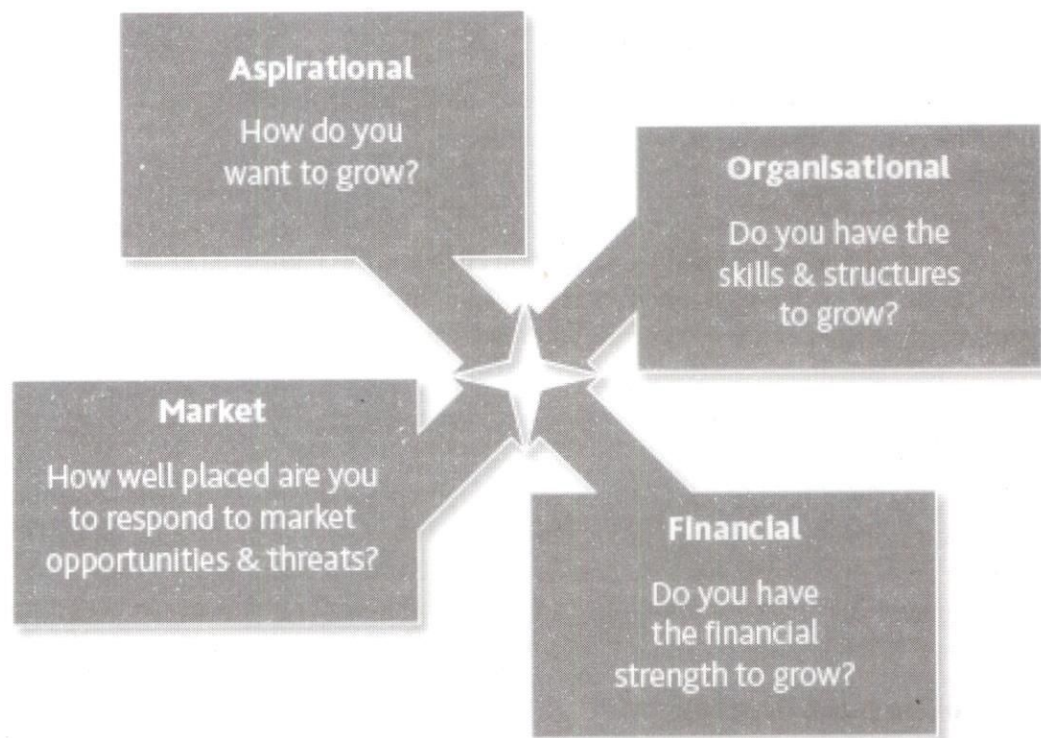 Aspirational
How do you
want to grow?
Organisational
Do you have the
skills & structures
to grow?
Market
How well placed are you
to respond to market
opportunities & threats?
Financial
Do you have
the financial
strength to grow?